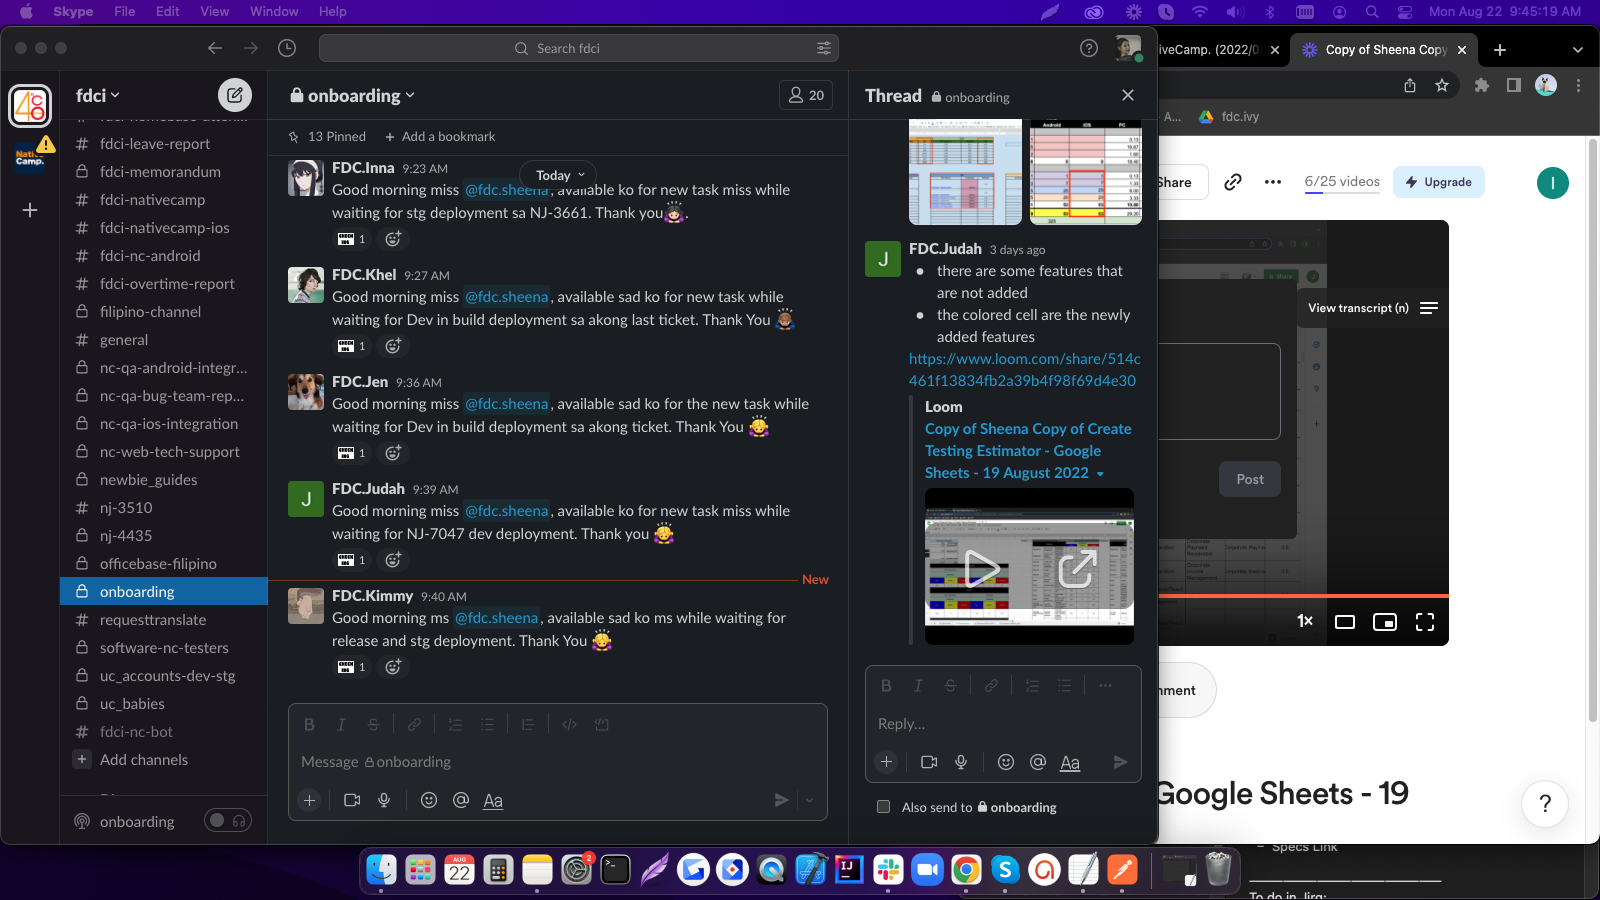 Skype File Edit View Window Help
Mon Aug 22 9:45:19 AM
Search fdci
fdci
fdci-leave-report
fdci-memorandum
fdci-nativecamp
fdci-nativecamp-ios
fdci-nc-android
fdci-overtime-report
filipino-channel
general
nc-qa-android-integr...
nc-qa-bug-team-rep...
nc-qa-ios-integration
nc-web-tech-support
newbie_guides
nj-3510
nj-4435
officebase-filipino
onboarding
requesttranslate
software-nc-testers
uc_accounts-dev-stg
uc_babies
fdci-nc-bot
Add channels
onboarding
Native
Camp.
onboarding
20
13 Pinned
+ Add a bookmark
Today
FDC.Inna 9:23 AM
Good morning miss @fdc.sheena, available ko for new task miss while
waiting for stg deployment sa NJ-3661. Thank you.
1
FDC.Khel 9:27 AM
Good morning miss @fdc.sheena, available sad ko for new task while
waiting for Dev in build deployment sa akong last ticket. Thank You
1
FDC.Jen 9:36 AM
Good morning miss @fdc.sheena, available sad ko for the new task while
waiting for Dev in build deployment sa akong ticket. Thank You
1
J
FDC.Judah 9:39 AM
Good morning miss @fdc.sheena, available ko for new task miss while
waiting for NJ-7047 dev deployment. Thank you
1
New
FDC.Kimmy 9:40 AM
Good morning ms @fdc.sheena, available sad ko ms while waiting for
release and stg deployment. Thank You
1
Message onboarding
Aa
Thread onboarding
Android IOS PC
J
FDC.Judah 3 days ago
• there are some features that
are not added
• the colored cell are the newly
added features
https://www.loom.com/share/514c
461f13834fb2a39b4f98f69d4e30
Loom
Copy of Sheena Copy of Create
Testing Estimator - Google
Sheets - 19 August 2022
Reply...
Aa
Also send to onboarding
iveCamp. (2022/0
Copy of Sheena Copy
A...
fdc.ivy
Share
6/25 videos
Upgrade
I
View transcript (n)
Post
1×
mment
Google Sheets - 19
?
– Specs Link
To do in Jira:
AUG
22
2
IJ